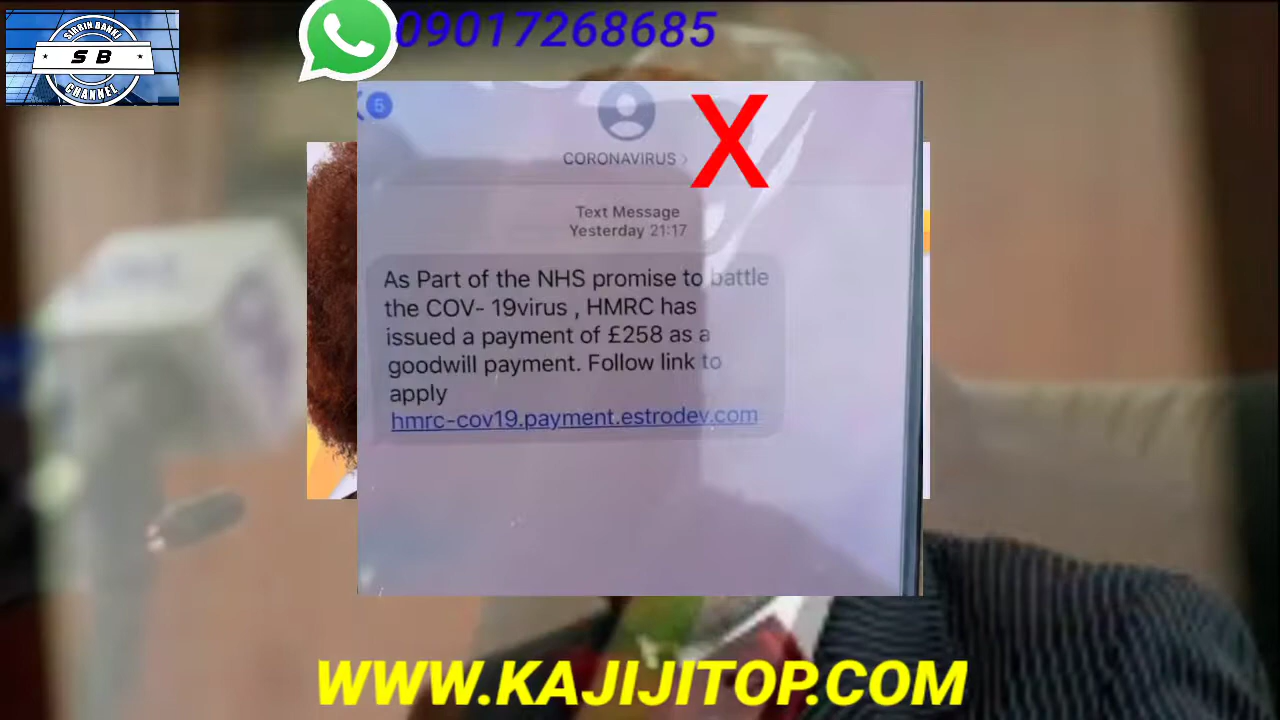 SIRRIN BANKI
S B
CHANNEL
09017268685
5
CORONAVIRUS >
X
Text Message
Yesterday 21:17
As Part of the NHS promise to battle
the COV- 19virus , HMRC has
issued a payment of £258 as a
goodwill payment. Follow link to
apply
hmrc-cov19.payment.estrodev.com
WWW.KAJIJITOP.COM